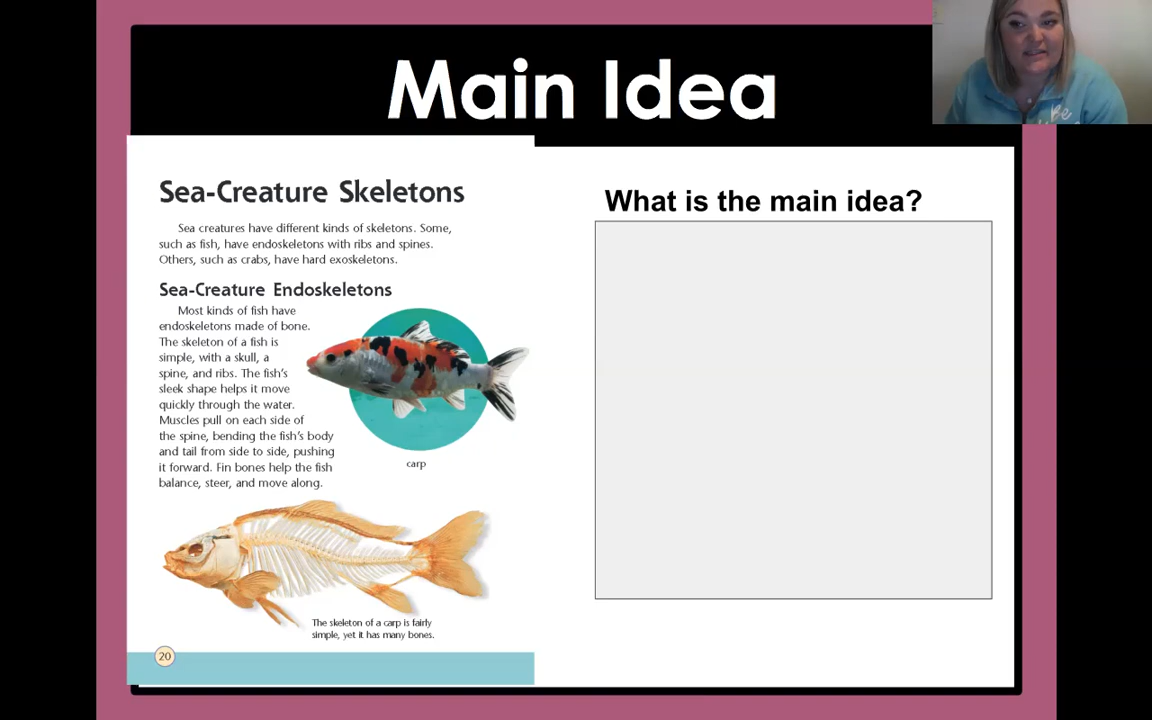 Main Idea
Sea-Creature Skeletons
Sea creatures have different kinds of skeletons. Some,
such as fish, have endoskeletons with ribs and spines.
Others, such as crabs, have hard exoskeletons.
Sea-Creature Endoskeletons
Most kinds of fish have
endoskeletons made of bone.
The skeleton of a fish is
simple, with a skull, a
spine, and ribs. The fish's
sleek shape helps it move
quickly through the water.
Muscles pull on each side of
the spine, bending the fish's body
and tail from side to side, pushing
it forward. Fin bones help the fish
balance, steer, and move along.
carp
The skeleton of a carp is fairly
simple, yet it has many bones.
20
What is the main idea?
Be